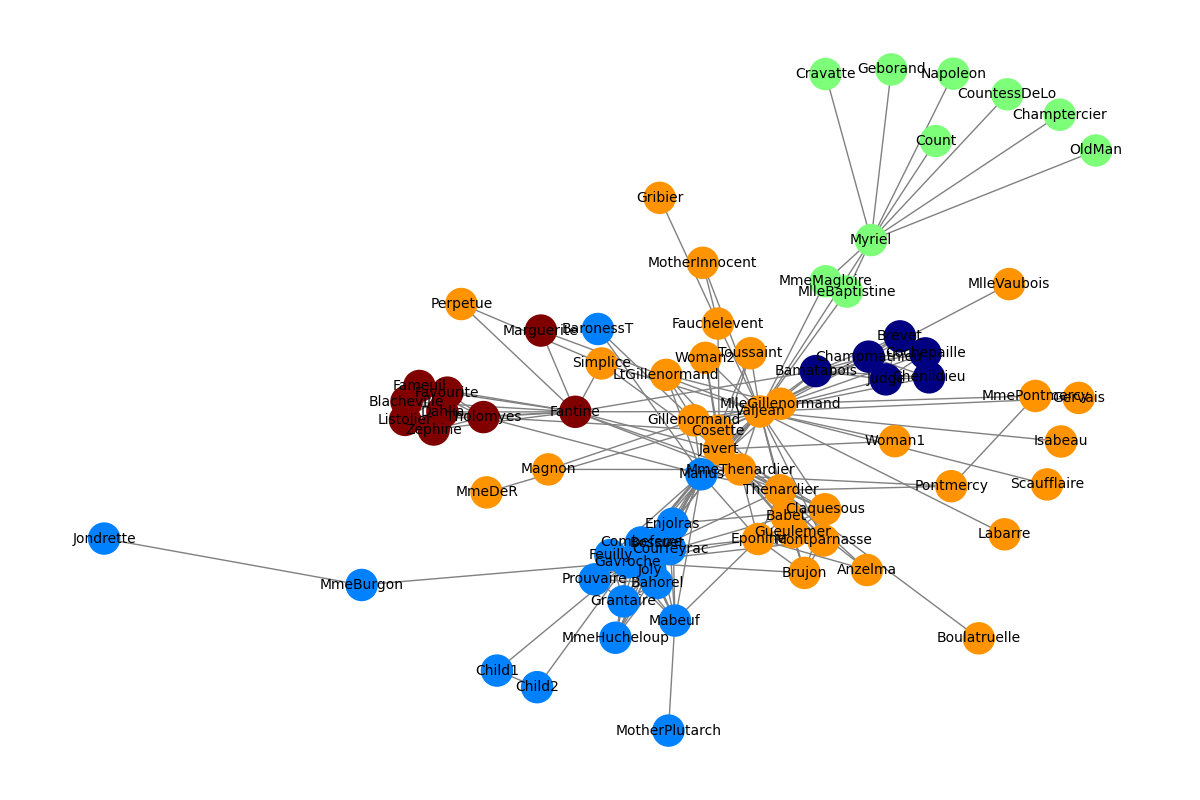 Cravatte
Geborand
Napoleon
CountessDeLo
Champtercier
Count
OldMan
Gribier
Myriel
MotherInnocent
MmeMagloire
MlleBaptistine
MlleVaubois
Perpetue
Marguerite
BaronessT
Fauchelevent
Brevet
Simplice
Woman2
Toussaint
Champmathieu
Cochepaille
Bamatabois
Judge
Chenildieu
LtGillenormand
Fameuil
Favourite
Blacheville
Dahlia
Listolier
Tholomyes
Zephine
Fantine
MlleGillenormand
Valjean
MmePontmercy
Gervais
Gillenormand
Cosette
Javert
Woman1
Isabeau
Magnon
Marius
MmeThenardier
MmeDeR
Thenardier
Pontmercy
Scaufflaire
Claquesous
Babet
Enjolras
Gueulemer
Labarre
Jondrette
Combeferre
Bossuet
Courfeyrac
Eponine
Montparnasse
Feuilly
Gavroche
Joly
Brujon
Anzelma
MmeBurgon
Prouvaire
Bahorel
Grantaire
Mabeuf
MmeHucheloup
Boulatruelle
Child1
Child2
MotherPlutarch